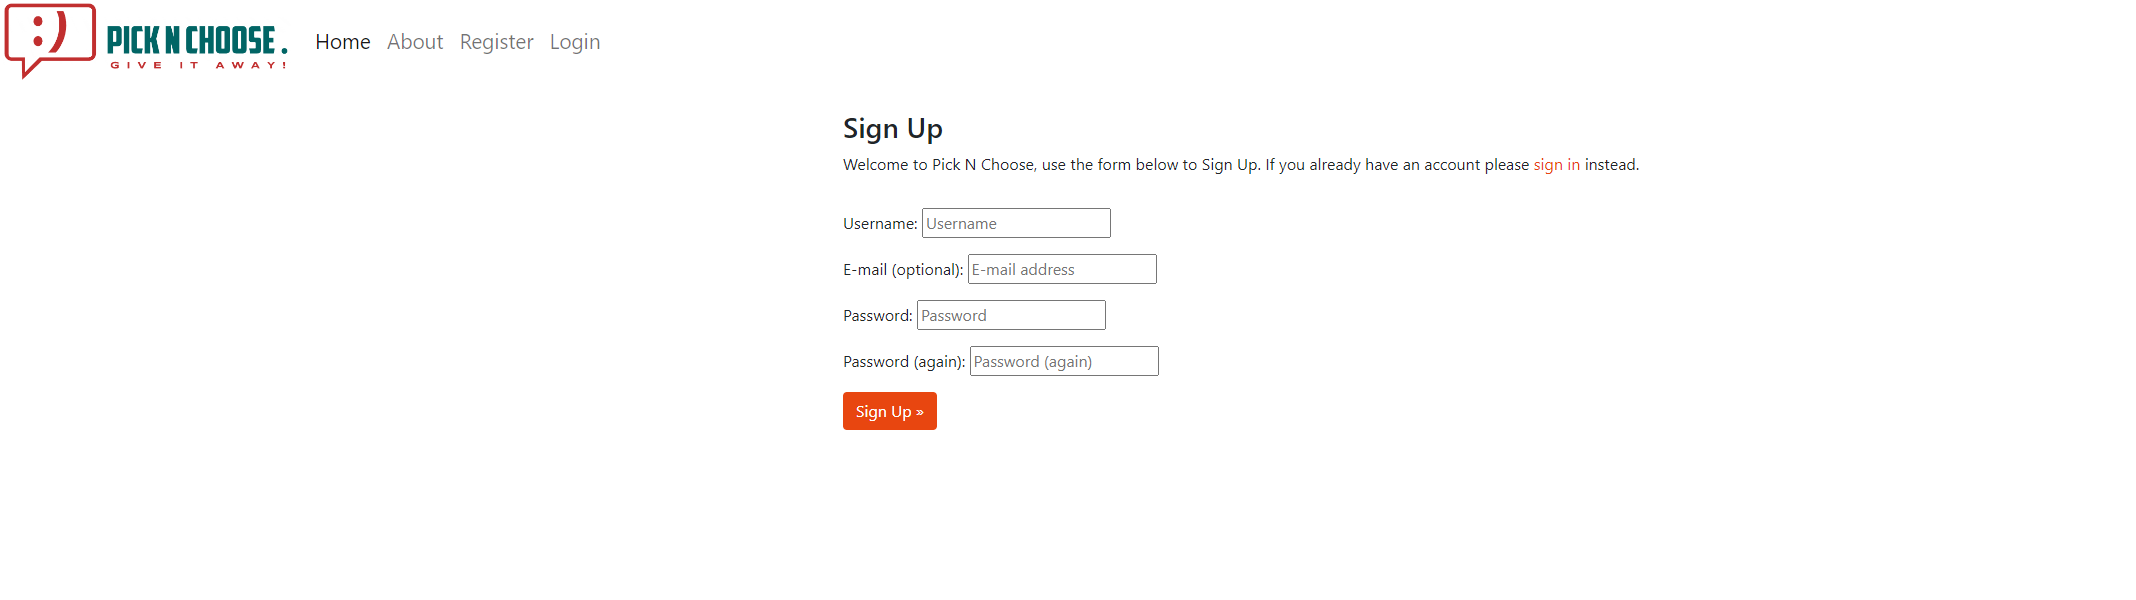 :)
PICK N CHOOSE .
GIVE IT AWAY!
Home About Register Login
Sign Up
Welcome to Pick N Choose, use the form below to Sign Up. If you already have an account please sign in instead.
Username: Username
E-mail (optional): E-mail address
Password: Password
Password (again): Password (again)
Sign Up »